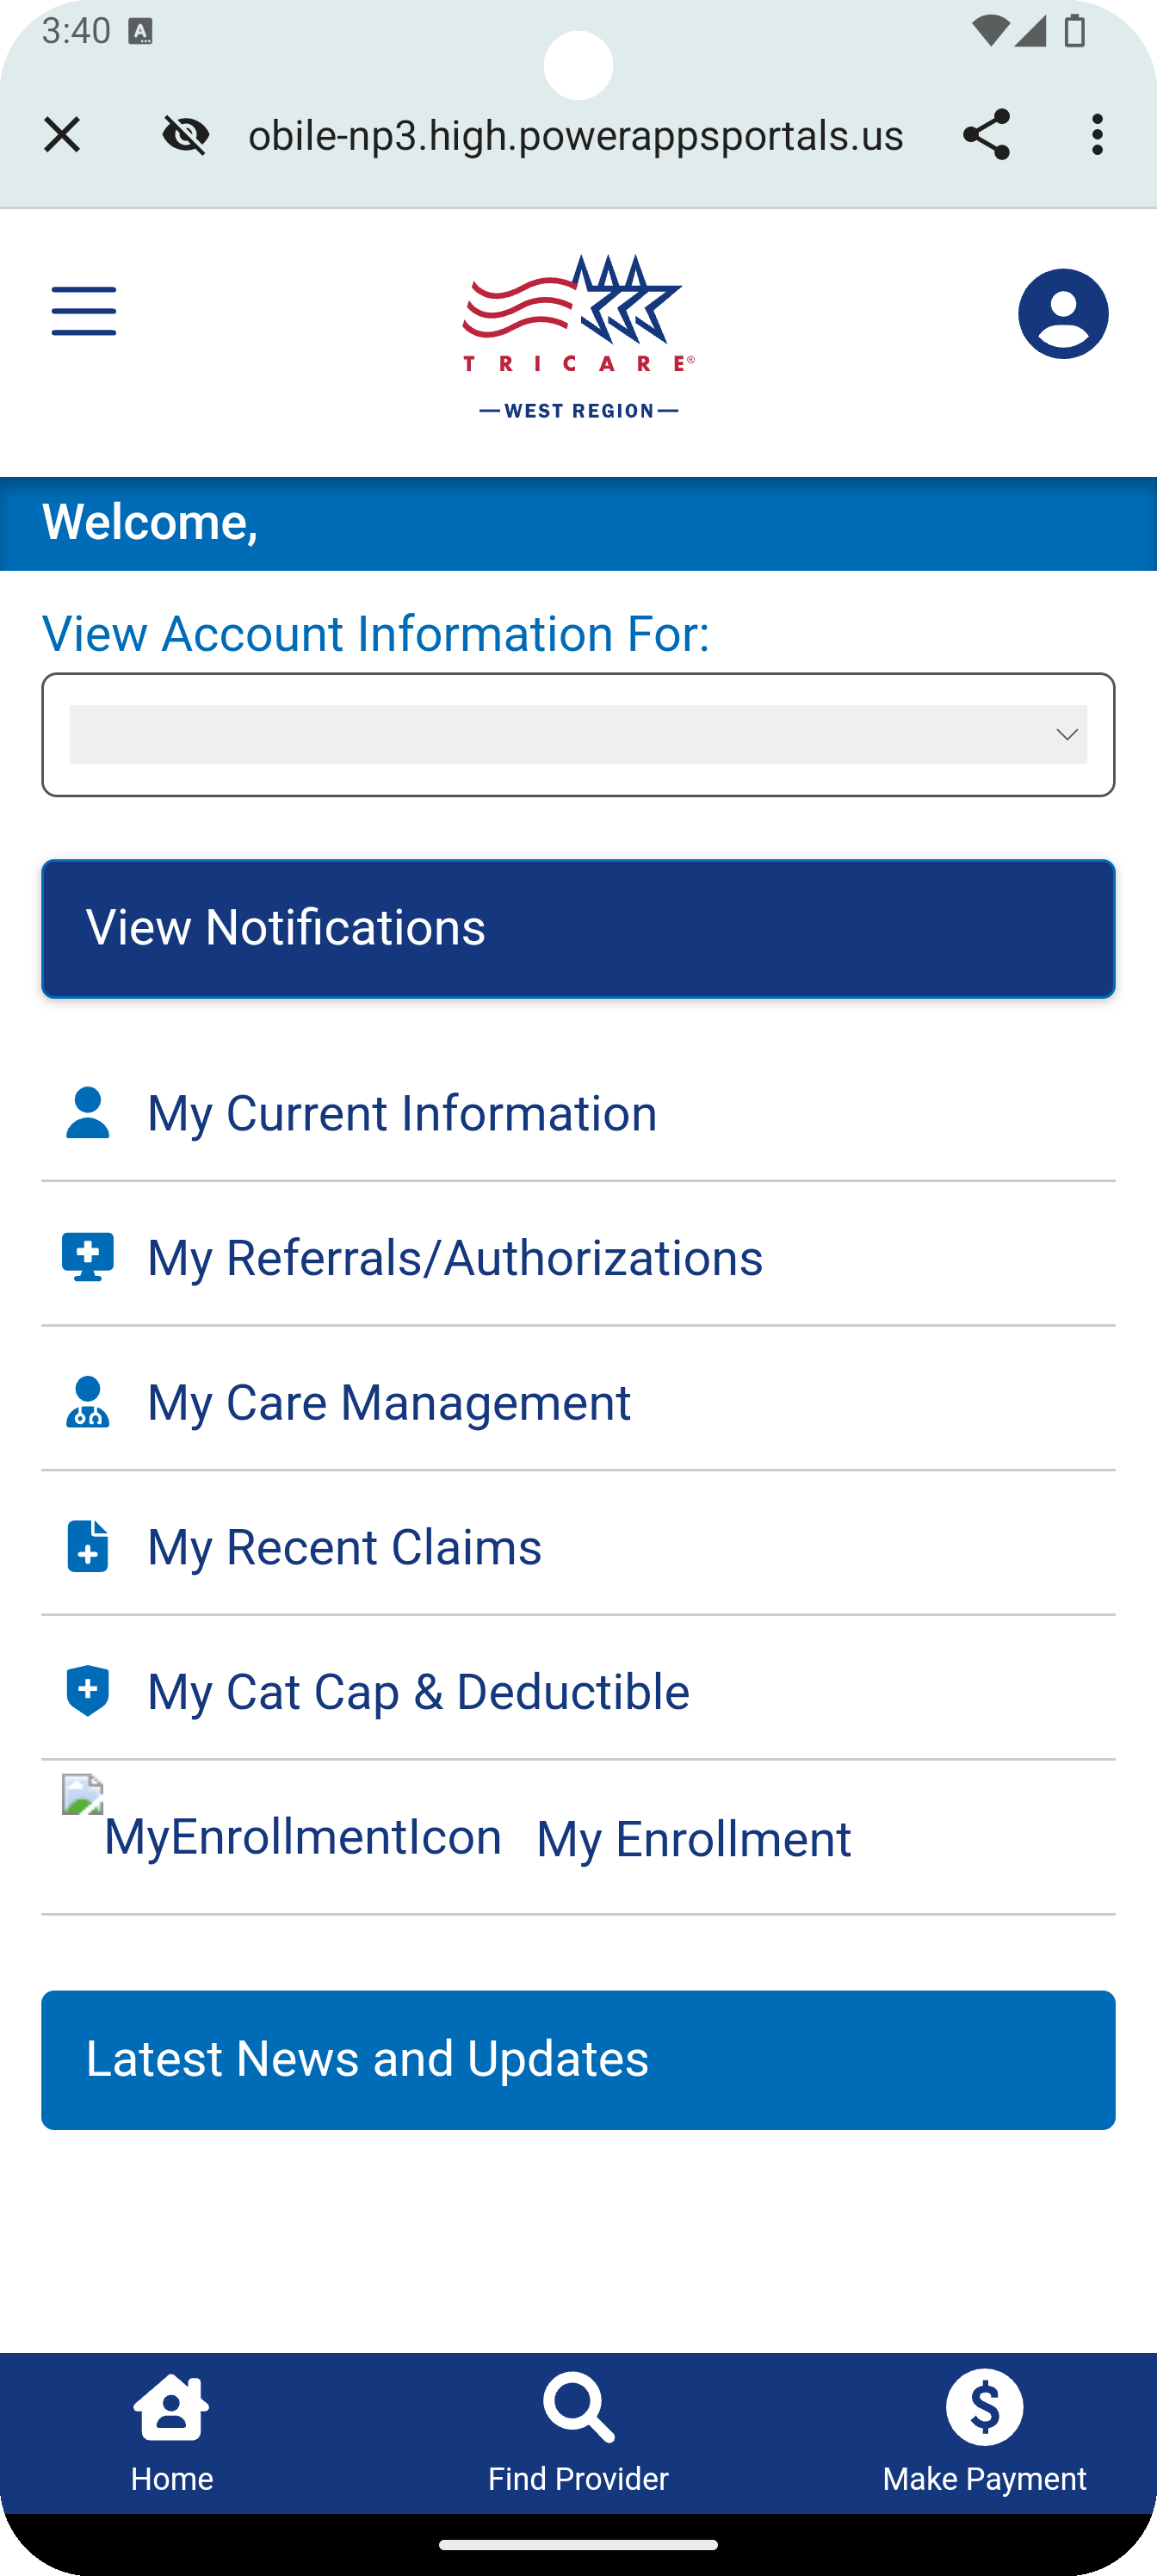 3:40 A
obile-np3.high.powerappsportals.us
TRICARE®
WEST REGION
Welcome,
View Account Information For:
View Notifications
My Current Information
My Referrals/Authorizations
My Care Management
My Recent Claims
My Cat Cap & Deductible
MyEnrollmentIcon My Enrollment
Latest News and Updates
$
Home Find Provider Make Payment